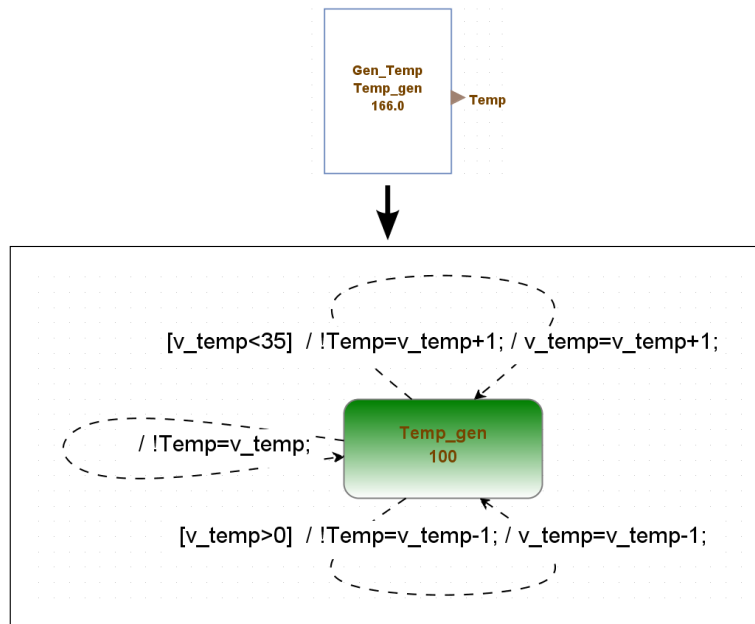 Gen_Temp
Temp_gen
166.0
Temp
[v_temp<35] / !Temp=v_temp+1; / v_temp=v_temp+1;
Temp_gen
/ !Temp=v_temp;
100
[v_temp>0] / !Temp=v_temp-1; / v_temp=v_temp-1;